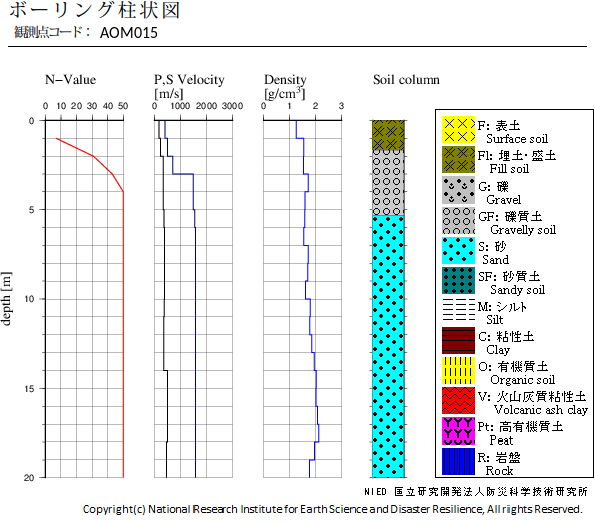 ボーリング柱状図
観測点コード： AOM015
N-Value
P,S Velocity
[m/s]
Density
[g/cm3]
Soil column
0 10 20 30 40 50
0 1000 2000 3000
0 1 2 3
depth [m]
0
5
10
15
20
F: 表土
Surface soil
Fl: 埋土・盛土
Fill soil
G: 礫
Gravel
GF: 礫質土
Gravelly soil
S: 砂
Sand
SF: 砂質土
Sandy soil
M: シルト
Silt
C: 粘性土
Clay
O: 有機質土
Organic soil
V: 火山灰質粘性土
Volcanic ash clay
Pt: 高有機質土
Peat
R: 岩盤
Rock
NIED 国立研究開発法人防災科学技術研究所
Copyright(c) National Research Institute for Earth Science and Disaster Resilience, All rights Reserved.